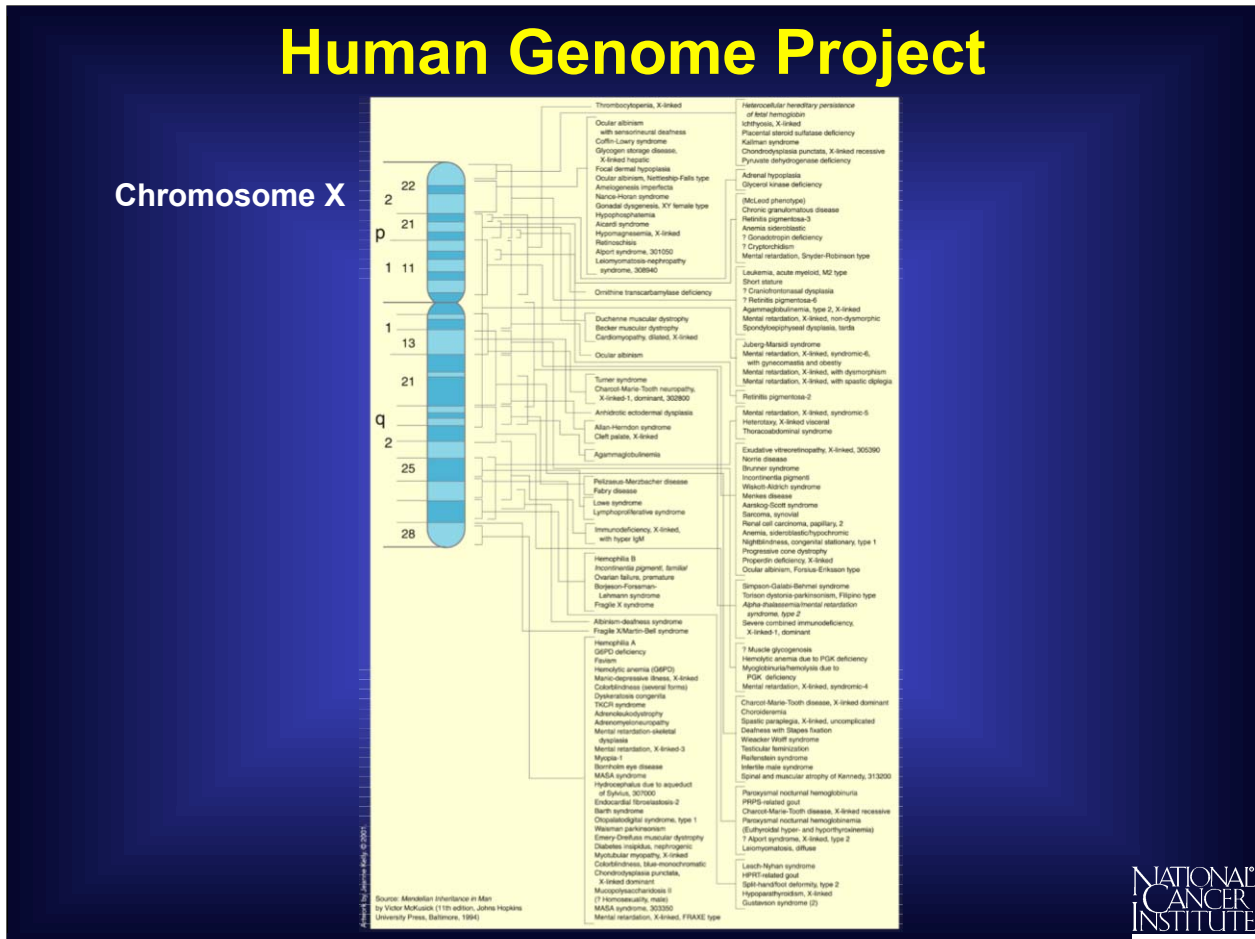 Human Genome Project
Chromosome X
22
2
21
p
1 11
1
13
21
q
2
25
28
Thrombocytopenia, X-linked
Ocular albinism
with sensorineural deafness
Coffin-Lowry syndrome
Glycogen storage disease,
X-linked hepatic
Focal dermal hypoplasia
Ocular albinism, Nettleship-Falls type
Amelogenesis imperfecta
Nance-Horan syndrome
Gonadal dysgenesis, XY female type
Hypophosphatemia
Aicardi syndrome
Hypomagnesemia, X-linked
Retinoschisis
Alport syndrome, 301050
Leiomyomatosis-nephropathy
syndrome, 308940
Ornithine transcarbamylase deficiency
Duchenne muscular dystrophy
Becker muscular dystrophy
Cardiomyopathy, dilated, X-linked
Ocular albinism
Turner syndrome
Charcot-Marie-Tooth neuropathy,
X-linked-1, dominant, 302800
Anhidrotic ectodermal dysplasia
Allan-Herndon syndrome
Cleft palate, X-linked
Agammaglobulinemia
Pelizaeus-Merzbacher disease
Fabry disease
Lowe syndrome
Lymphoproliferative syndrome
Immunodeficiency, X-linked,
with hyper IgM
Hemophilia B
Incontinentia pigmenti, familial
Ovarian failure, premature
Borjeson-Forssman-
Lehmann syndrome
Fragile X syndrome
Albinism-deafness syndrome
Fragile X/Martin-Bell syndrome
Hemophilia A
G6PD deficiency
Favism
Hemolytic anemia (G6PD)
Manic-depressive illness, X-linked
Colorblindness (several forms)
Dyskeratosis congenita
TKCR syndrome
Adrenoleukodystrophy
Adrenomyeloneuropathy
Mental retardation-skeletal
dysplasia
Mental retardation, X-linked-3
Myopia-1
Bornholm eye disease
MASA syndrome
Hydrocephalus due to aqueduct
of Sylvius, 307000
Endocardial fibroelastosis-2
Barth syndrome
Otopalatodigital syndrome, type 1
Waisman parkinsonism
Emery-Dreifuss muscular dystrophy
Diabetes insipidus, nephrogenic
Myotubular myopathy, X-linked
Colorblindness, blue-monochromatic
Chondrodysplasia punctata,
X-linked dominant
Mucopolysaccharidosis II
(? Homosexuality, male)
MASA syndrome, 303350
Mental retardation, X-linked, FRAXE type
Heterocellular hereditary persistence
of fetal hemoglobin
Ichthyosis, X-linked
Placental steroid sulfatase deficiency
Kallman syndrome
Chondrodysplasia punctata, X-linked recessive
Pyruvate dehydrogenase deficiency
Adrenal hypoplasia
Glycerol kinase deficiency
(McLeod phenotype)
Chronic granulomatous disease
Retinitis pigmentosa-3
Anemia sideroblastic
? Gonadotropin deficiency
? Cryptorchidism
Mental retardation, Snyder-Robinson type
Leukemia, acute myeloid, M2 type
Short stature
? Craniofrontonasal dysplasia
? Retinitis pigmentosa-6
Agammaglobulinemia, type 2, X-linked
Mental retardation, X-linked, non-dysmorphic
Spondyloepiphyseal dysplasia, tarda
Juberg-Marsidi syndrome
Mental retardation, X-linked, syndromic-6,
with gynecomastia and obesity
Mental retardation, X-linked, with dysmorphism
Mental retardation, X-linked, with spastic diplegia
Retinitis pigmentosa-2
Mental retardation, X-linked, syndromic-5
Heterotaxy, X-linked visceral
Thoracoabdominal syndrome
Exudative vitreoretinopathy, X-linked, 305390
Norrie disease
Brunner syndrome
Incontinentia pigmenti
Wiskott-Aldrich syndrome
Menkes disease
Aarskog-Scott syndrome
Sarcoma, synovial
Renal cell carcinoma, papillary, 2
Anemia, sideroblastic/hypochromic
Nightblindness, congenital stationary, type 1
Progressive cone dystrophy
Properdin deficiency, X-linked
Ocular albinism, Forsius-Eriksson type
Simpson-Galabi-Behmel syndrome
Torison dystonia-parkinsonism, Filipino type
Alpha-thalassemia/mental retardation
syndrome, type 2
Severe combined immunodeficiency,
X-linked-1, dominant
? Muscle glycogenosis
Hemolytic anemia due to PGK deficiency
Myoglobinuria/hemolysis due to
PGK deficiency
Mental retardation, X-linked, syndromic-4
Charcot-Marie-Tooth disease, X-linked dominant
Choroideremia
Spastic paraplegia, X-linked, uncomplicated
Deafness with Stapes fixation
Wieacker Wolff syndrome
Testicular feminization
Reifenstein syndrome
Infertile male syndrome
Spinal and muscular atrophy of Kennedy, 313200
Paroxysmal nocturnal hemoglobinuria
PRPS-related gout
Charcot-Marie-Tooth disease, X-linked recessive
Paroxysmal nocturnal hemoglobinemia
(Euthyroidal hyper- and hyporthyroxinemia)
? Alport syndrome, X-linked, type 2
Leiomyomatosis, diffuse
Lesch-Nyhan syndrome
HPRT-related gout
Split-hand/foot deformity, type 2
Hypoparathyroidism, X-linked
Gustavson syndrome (2)
Source: Mendelian Inheritance in Man
by Victor McKusick (11th edition, Johns Hopkins
University Press, Baltimore, 1994)
Artwork by Jeanne Kelly. © 2001.
NATIONAL
CANCER
INSTITUTE